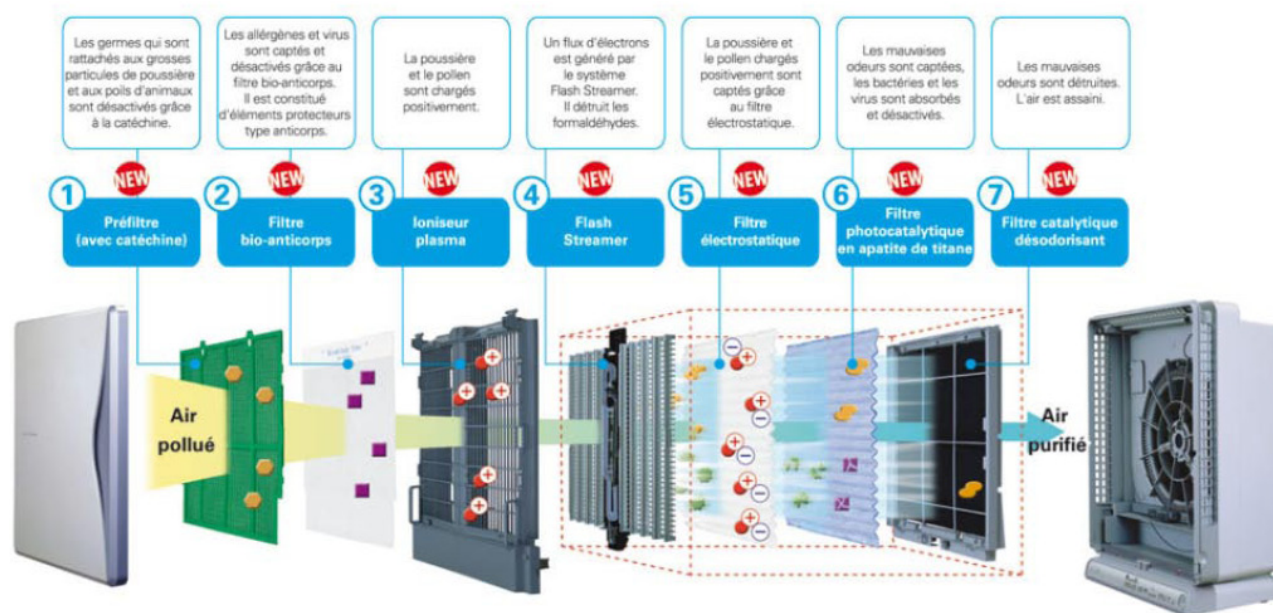 Les germes qui sont
rattachés aux grosses
particules de poussière
et aux poils d'animaux
sont désactivés grâce
à la catéchine.
Les allérgènes et virus
sont captés et
désactivés grâce au
filtre bio-anticorps.
Il est constitué
d'éléments protecteurs
type anticorps.
La poussière
et le pollen
sont chargés
positivement.
Un flux d'électrons
est généré par
le système
Flash Streamer.
Il détruit les
formaldéhydes.
La poussière et
le pollen chargés
positivement sont
captés grâce
au filtre
électrostatique.
Les mauvaises
odeurs sont captées,
les bactéries et les
virus sont absorbés
et désactivés.
Les mauvaises
odeurs sont détruites.
L'air est assaini.
1 NEW
Préfiltre
(avec catéchine)
2 NEW
Filtre
bio-anticorps
3 NEW
Ioniseur
plasma
4 NEW
Flash
Streamer
5 NEW
Filtre
électrostatique
6 NEW
Filtre
photocatalytique
en apatite de titane
7 NEW
Filtre catalytique
désodorisant
Air
pollué
Air
purifié